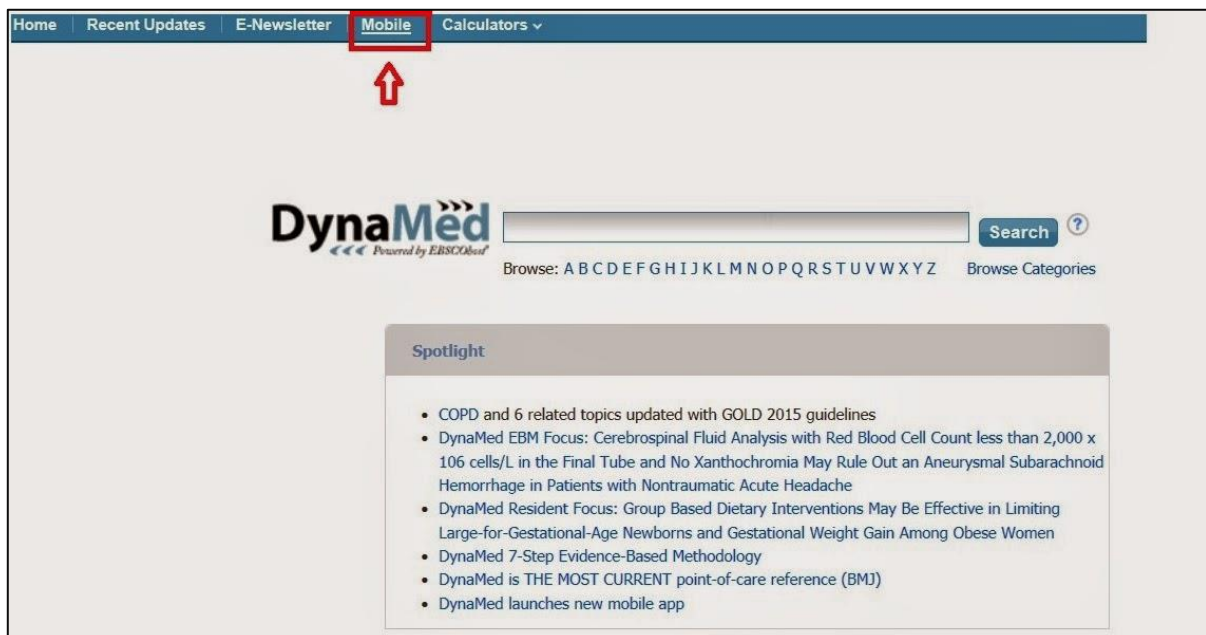 Home Recent Updates E-Newsletter Mobile Calculators
DynaMed
Powered by EBSCOhost
Search ?
Browse: A B C D E F G H I J K L M N O P Q R S T U V W X Y Z Browse Categories
Spotlight
• COPD and 6 related topics updated with GOLD 2015 guidelines
• DynaMed EBM Focus: Cerebrospinal Fluid Analysis with Red Blood Cell Count less than 2,000 x
106 cells/L in the Final Tube and No Xanthochromia May Rule Out an Aneurysmal Subarachnoid
Hemorrhage in Patients with Nontraumatic Acute Headache
• DynaMed Resident Focus: Group Based Dietary Interventions May Be Effective in Limiting
Large-for-Gestational-Age Newborns and Gestational Weight Gain Among Obese Women
• DynaMed 7-Step Evidence-Based Methodology
• DynaMed is THE MOST CURRENT point-of-care reference (BMJ)
• DynaMed launches new mobile app